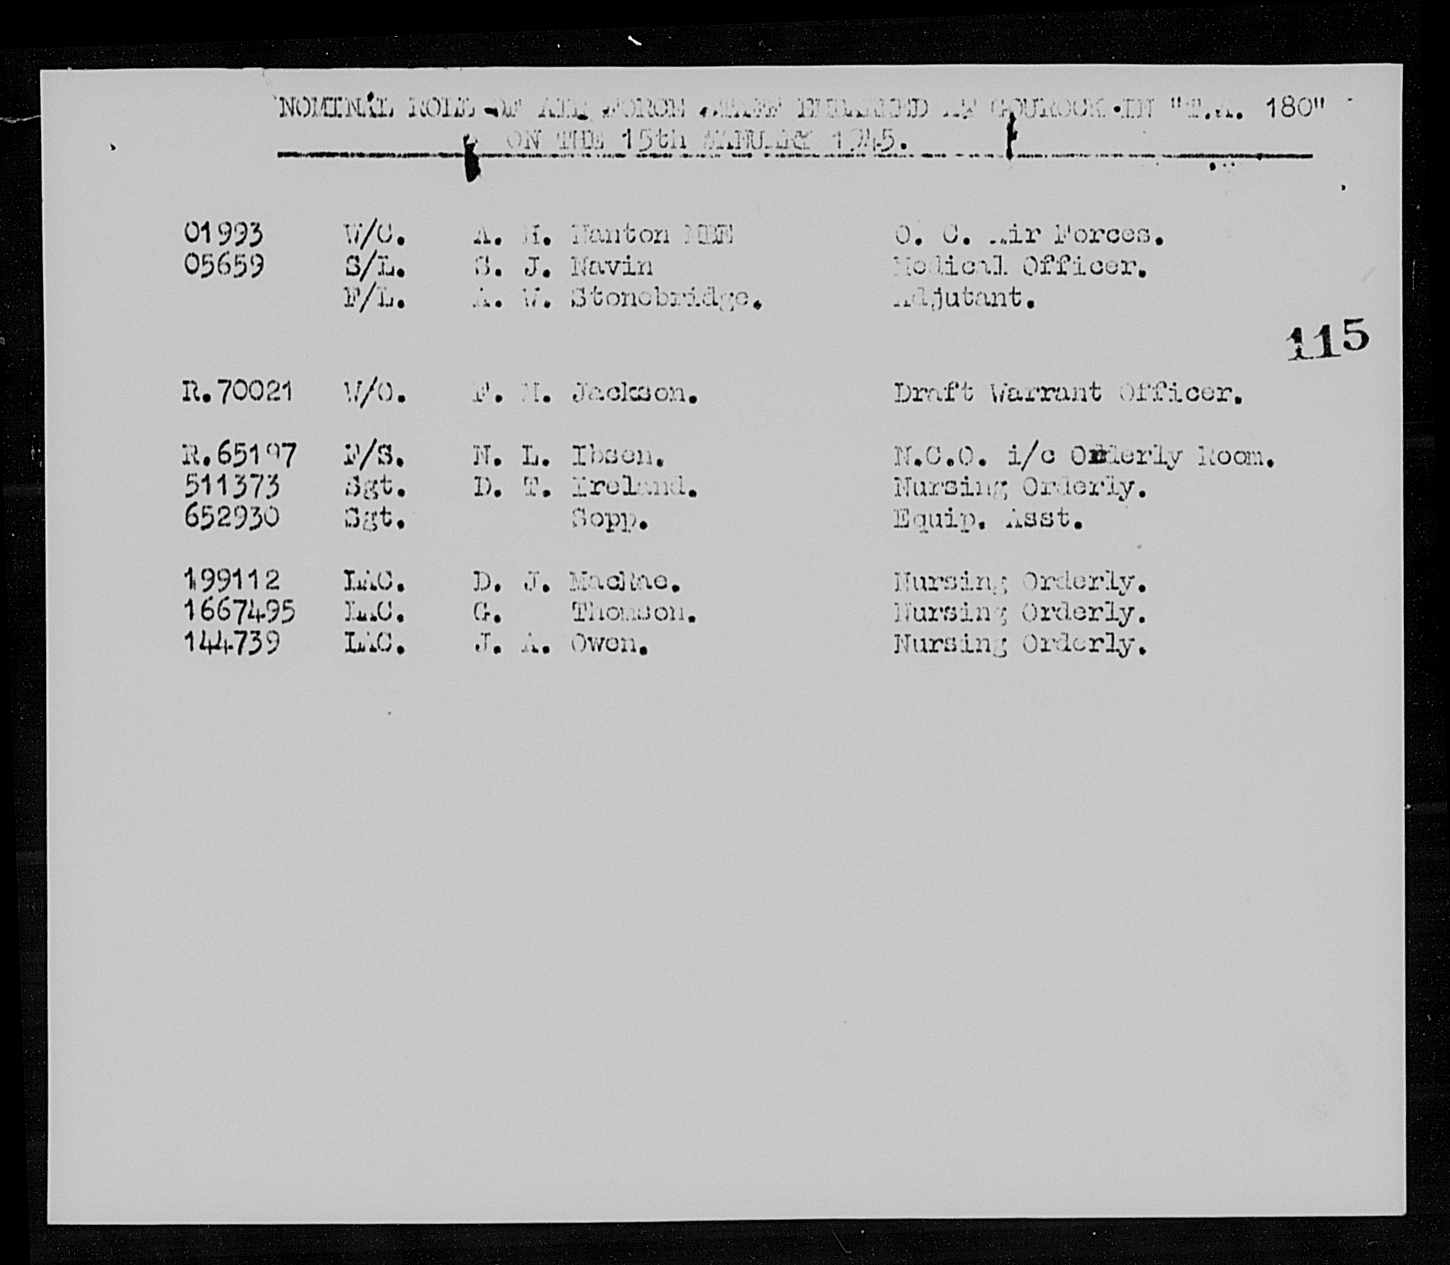 NOMINAL ROLL OF AIR FORCE STAFF EMBARKED AT GOUROCK IN "T.A. 180"
ON THE 15th JANUARY 1945.
01993 W/C. A. H. Nanton MBE O. C. Air Forces.
05659 S/L. S. J. Navin Medical Officer.
F/L. A. W. Stonebridge. Adjutant.
115
R.70021 W/O. F. H. Jackson. Draft Warrant Officer.
R.65197 F/S. N. L. Ibsen. N.C.O. i/c Orderly Room.
511373 Sgt. D. T. Ireland. Nursing Orderly.
652930 Sgt. Sopp. Equip. Asst.
199112 LAC. D. J. MacRae. Nursing Orderly.
1667495 LAC. G. Thomson. Nursing Orderly.
144739 LAC. J. A. Owen. Nursing Orderly.